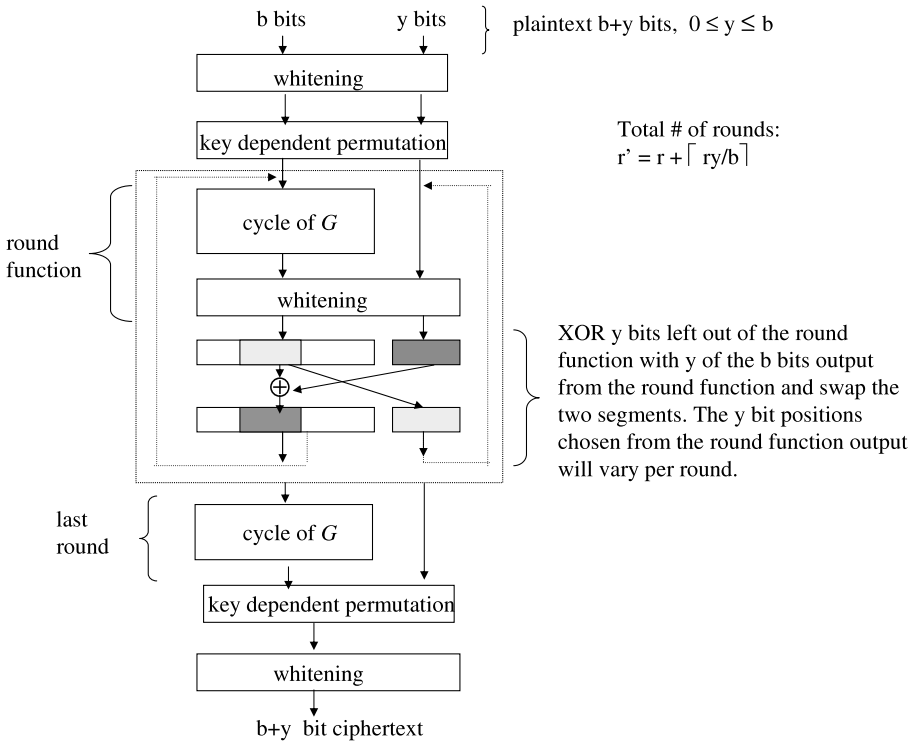 b bits
y bits
plaintext b+y bits, 0 ≤ y ≤ b
whitening
key dependent permutation
Total # of rounds:
r’ = r + ⌈ ry/b⌉
cycle of G
round
function
whitening
XOR y bits left out of the round
function with y of the b bits output
from the round function and swap the
two segments. The y bit positions
chosen from the round function output
will vary per round.
last
round
cycle of G
key dependent permutation
whitening
b+y bit ciphertext